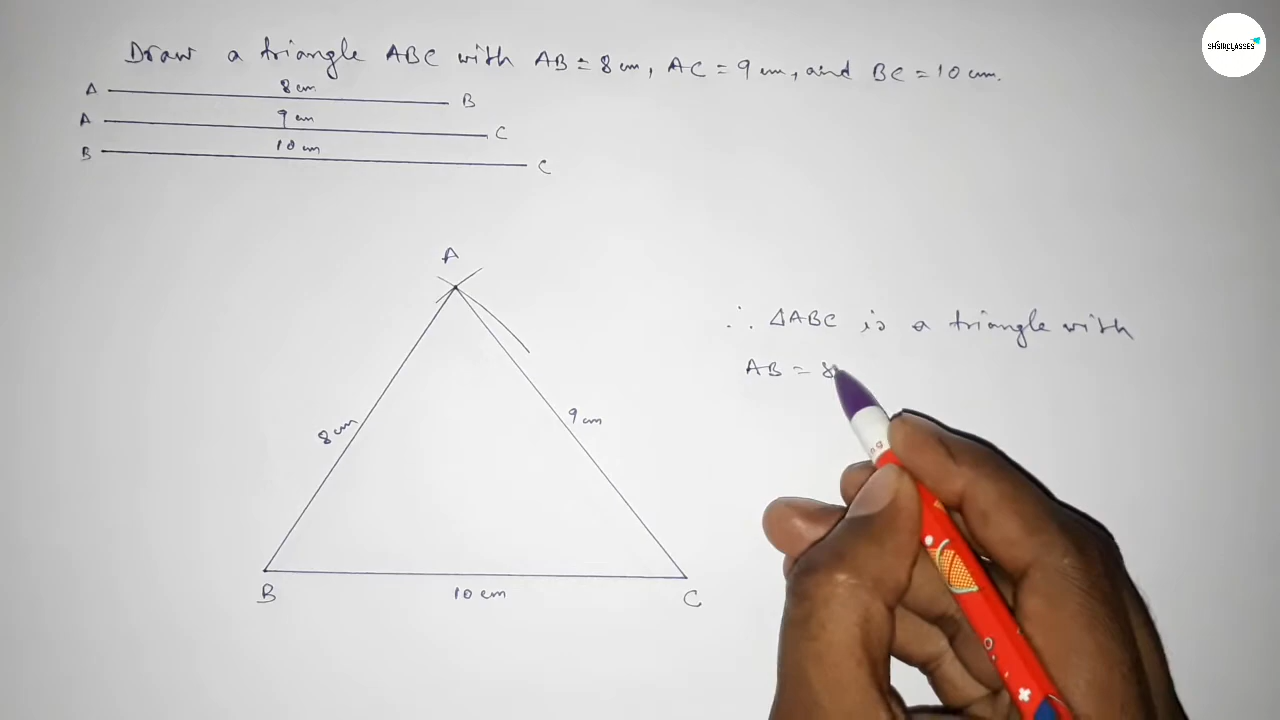 SHSIRCLASSES
Draw a triangle ABC with AB = 8 cm, AC = 9 cm, and BC = 10 cm.
A 8 cm B
A 9 cm C
B 10 cm C
A
∴ ΔABC is a triangle with
AB = 8
8 cm
9 cm
B 10 cm C